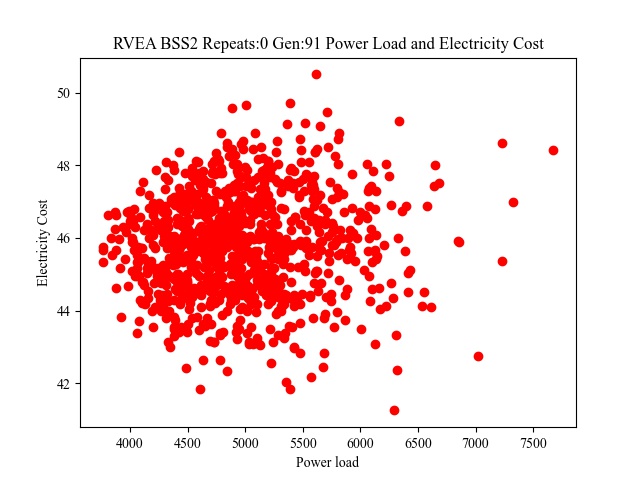 RVEA BSS2 Repeats:0 Gen:91 Power Load and Electricity Cost
Electricity Cost
50
48
46
44
42
4000 4500 5000 5500 6000 6500 7000 7500
Power load